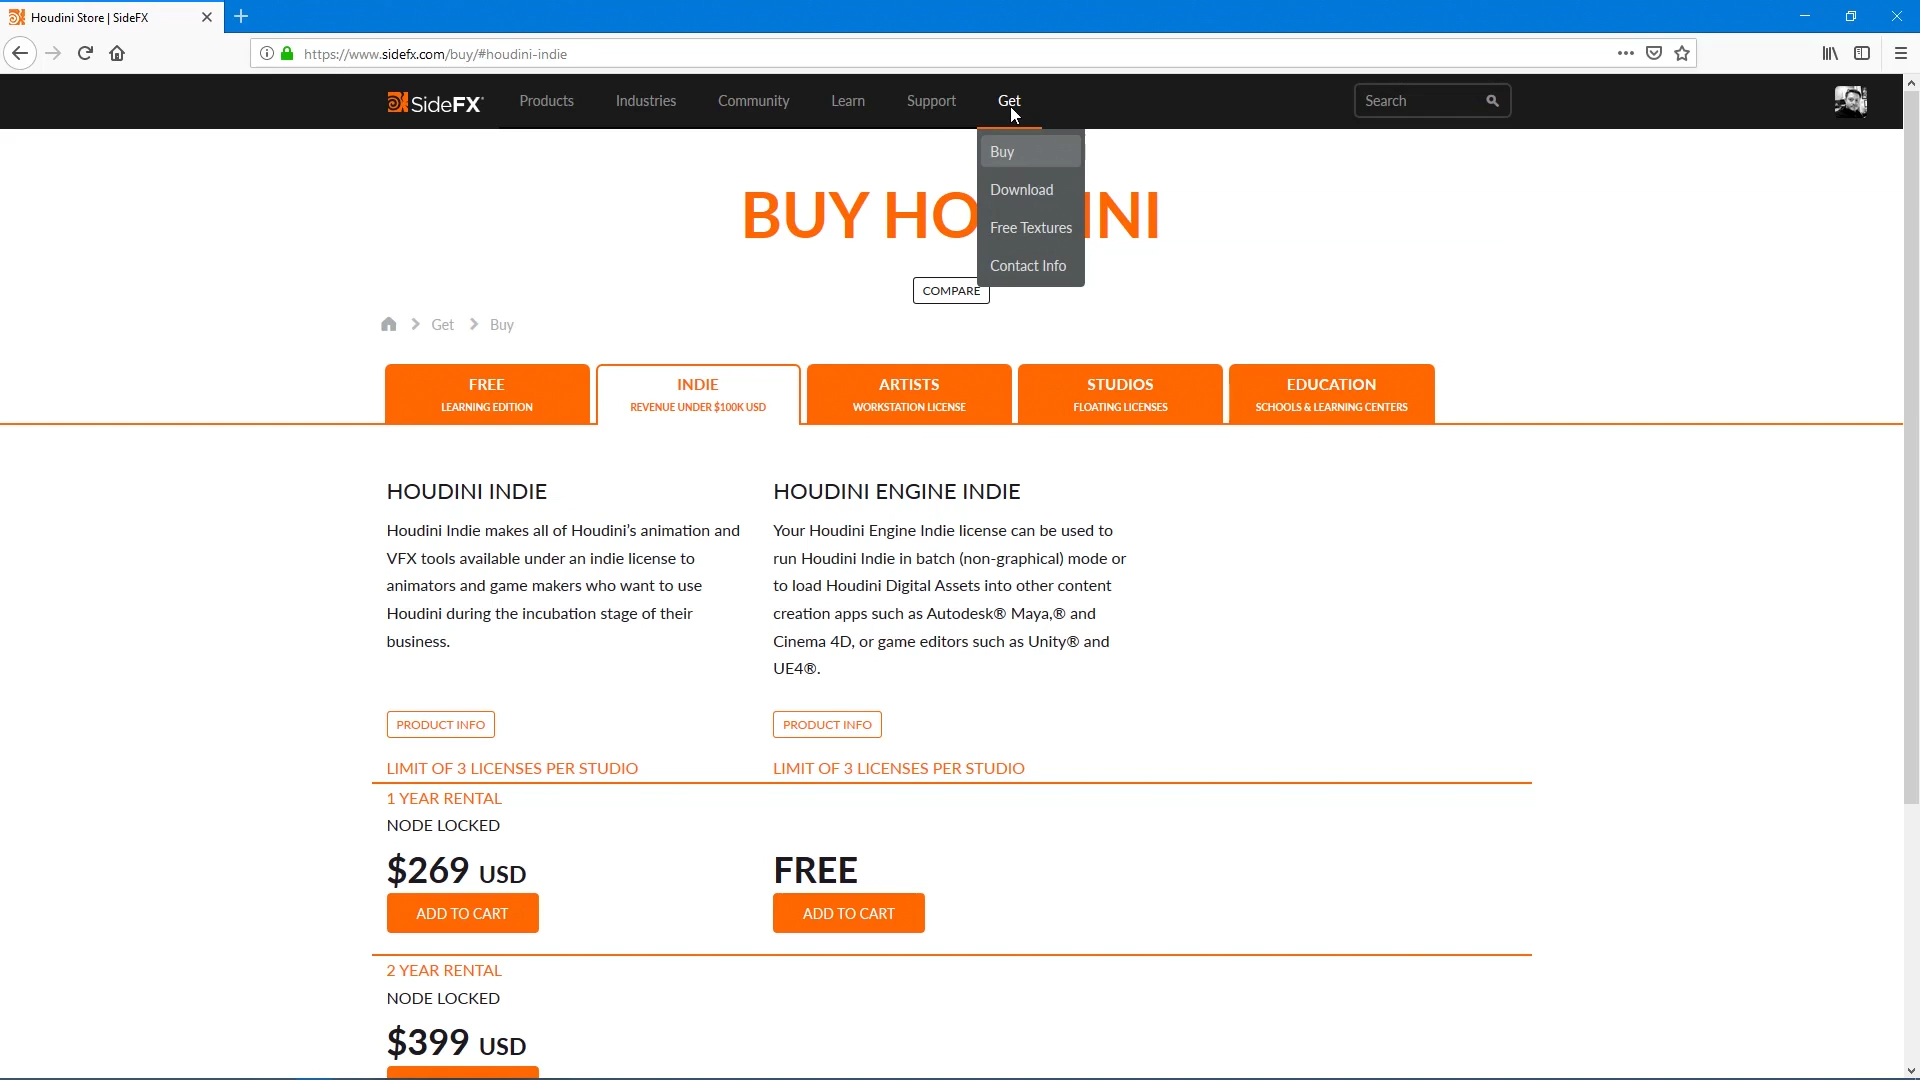 Houdini Store | SideFX
https://www.sidefx.com/buy/#houdini-indie
SideFX
Products
Industries
Community
Learn
Support
Get
Search
Buy
Download
Free Textures
Contact Info
BUY HO
INI
COMPARE
Get
Buy
FREE
LEARNING EDITION
INDIE
REVENUE UNDER $100K USD
ARTISTS
WORKSTATION LICENSE
STUDIOS
FLOATING LICENSES
EDUCATION
SCHOOLS & LEARNING CENTERS
HOUDINI INDIE
Houdini Indie makes all of Houdini’s animation and
VFX tools available under an indie license to
animators and game makers who want to use
Houdini during the incubation stage of their
business.
PRODUCT INFO
LIMIT OF 3 LICENSES PER STUDIO
HOUDINI ENGINE INDIE
Your Houdini Engine Indie license can be used to
run Houdini Indie in batch (non-graphical) mode or
to load Houdini Digital Assets into other content
creation apps such as Autodesk® Maya,® and
Cinema 4D, or game editors such as Unity® and
UE4®.
PRODUCT INFO
LIMIT OF 3 LICENSES PER STUDIO
1 YEAR RENTAL
NODE LOCKED
$269 USD
ADD TO CART
FREE
ADD TO CART
2 YEAR RENTAL
NODE LOCKED
$399 USD